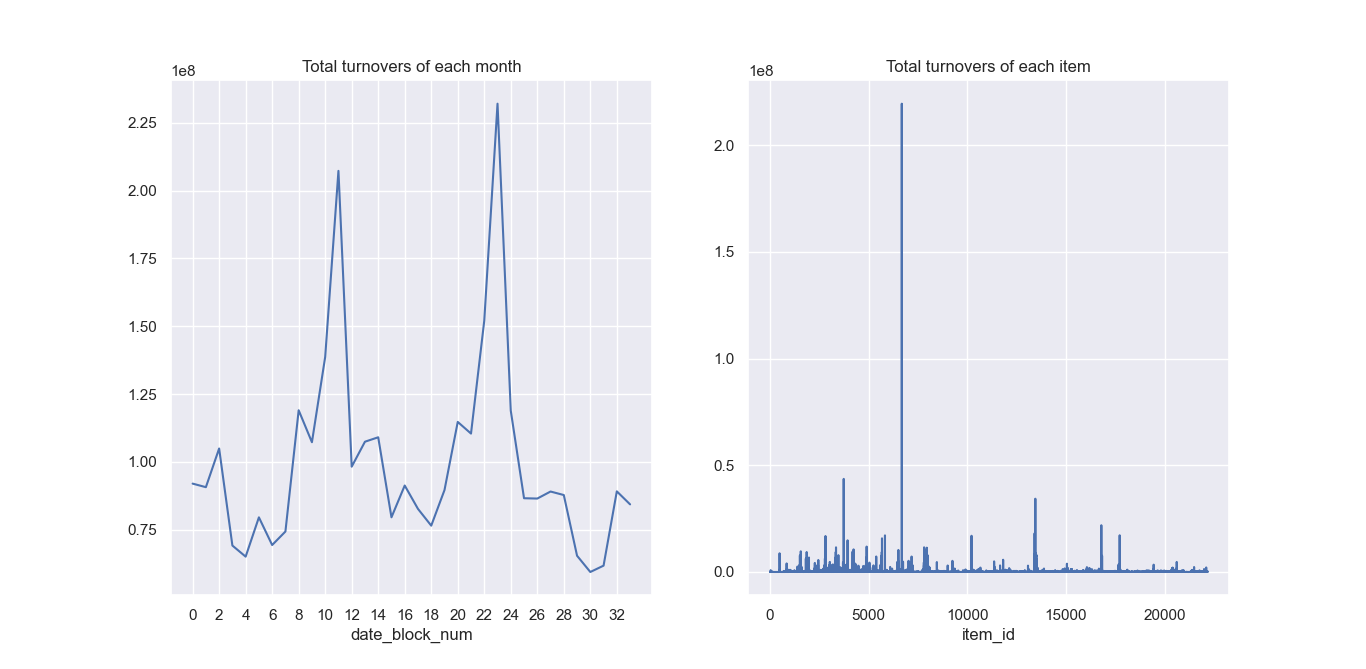 Total turnovers of each month
1e8
2.25
2.00
1.75
1.50
1.25
1.00
0.75
0 2 4 6 8 10 12 14 16 18 20 22 24 26 28 30 32
date_block_num
Total turnovers of each item
1e8
2.0
1.5
1.0
0.5
0.0
0 5000 10000 15000 20000
item_id